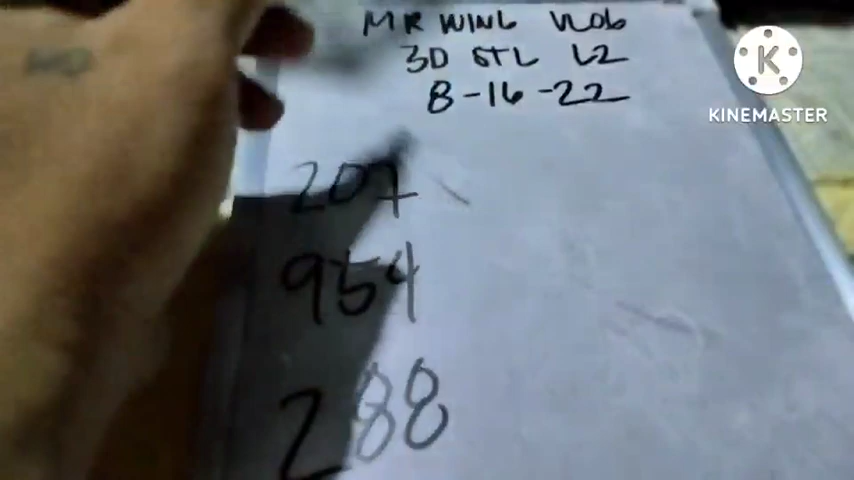 MR WING VLOG
3D STL L2
8-16-22
207
954
288
KINEMASTER